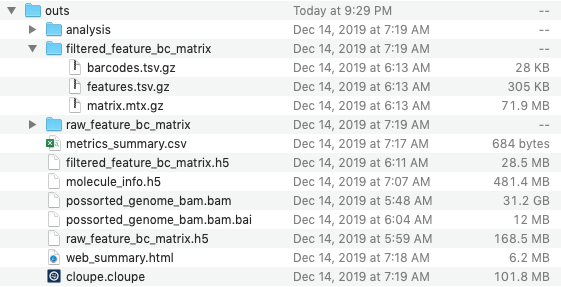 outs Today at 9:29 PM --
analysis Dec 14, 2019 at 7:19 AM --
filtered_feature_bc_matrix Dec 14, 2019 at 7:19 AM --
barcodes.tsv.gz Dec 14, 2019 at 6:13 AM 28 KB
features.tsv.gz Dec 14, 2019 at 6:13 AM 305 KB
matrix.mtx.gz Dec 14, 2019 at 6:13 AM 71.9 MB
raw_feature_bc_matrix Dec 14, 2019 at 7:19 AM --
metrics_summary.csv Dec 14, 2019 at 7:17 AM 684 bytes
filtered_feature_bc_matrix.h5 Dec 14, 2019 at 6:11 AM 28.5 MB
molecule_info.h5 Dec 14, 2019 at 7:07 AM 481.4 MB
possorted_genome_bam.bam Dec 14, 2019 at 5:48 AM 31.2 GB
possorted_genome_bam.bam.bai Dec 14, 2019 at 6:04 AM 12 MB
raw_feature_bc_matrix.h5 Dec 14, 2019 at 5:59 AM 168.5 MB
web_summary.html Dec 14, 2019 at 7:18 AM 6.2 MB
cloupe.cloupe Dec 14, 2019 at 7:19 AM 101.8 MB